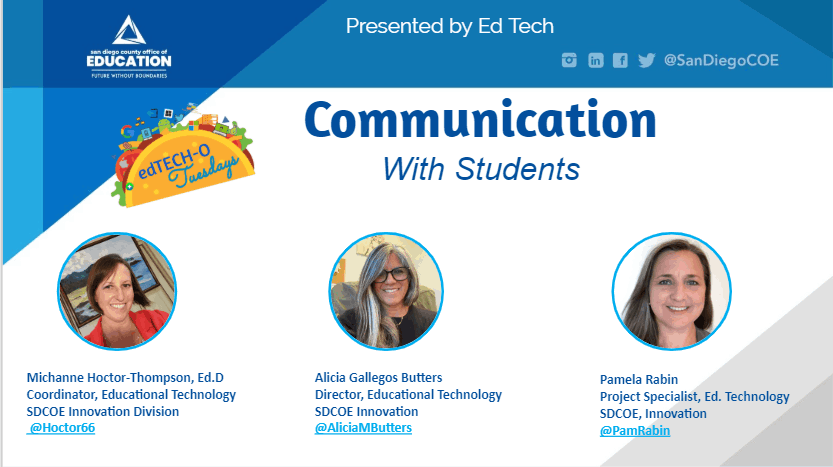 Presented by Ed Tech
san diego county office of
EDUCATION
FUTURE WITHOUT BOUNDARIES
@SanDiegoCOE
edTECH-O
Tuesdays
Communication
With Students
Michanne Hoctor-Thompson, Ed.D
Coordinator, Educational Technology
SDCOE Innovation Division
@Hoctor66
Alicia Gallegos Butters
Director, Educational Technology
SDCOE Innovation
@AliciaMButters
Pamela Rabin
Project Specialist, Ed. Technology
SDCOE, Innovation
@PamRabin